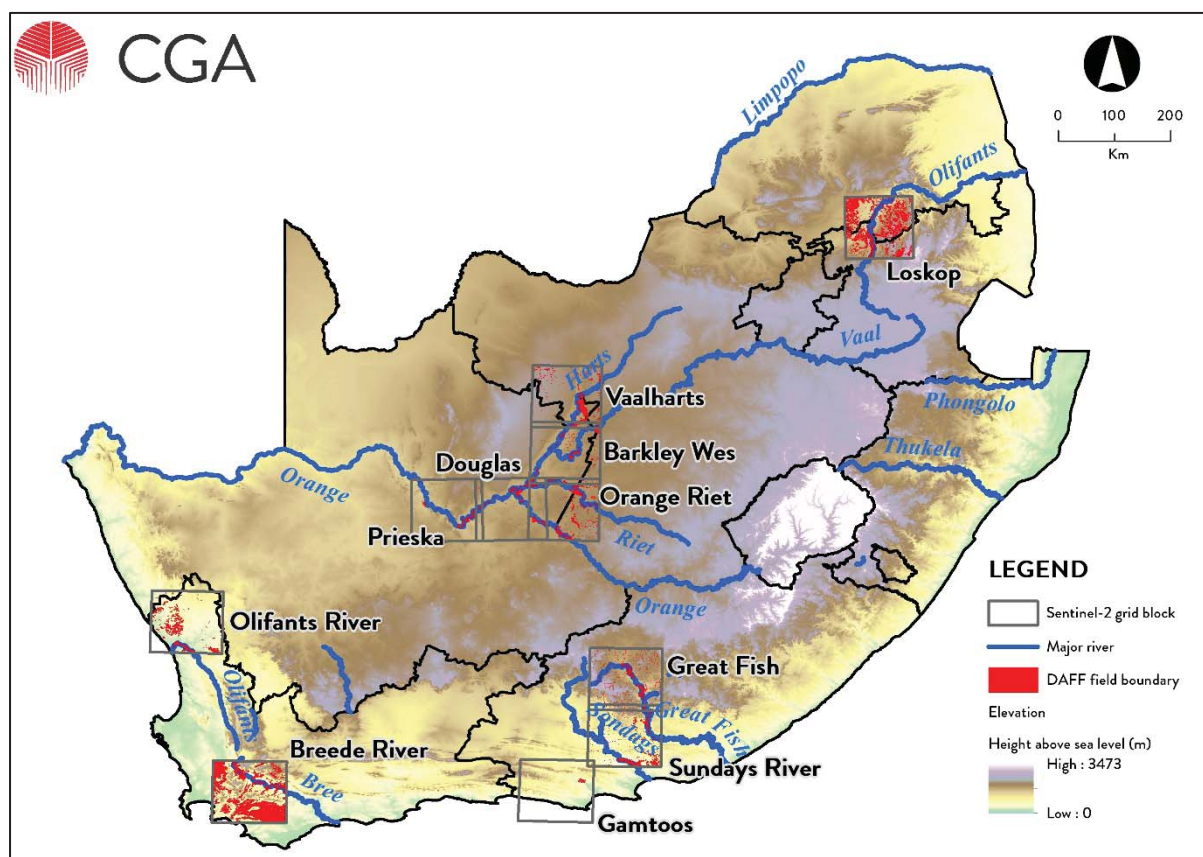 CGA
0 100 200
Km
Limpopo
Olifants
Loskop
Vaal
Harts
Vaalharts
Phongolo
Barkley Wes
Thukela
Douglas
Orange
Orange Riet
Prieska
Riet
Orange
Olifants River
Great Fish
Olifants
Sondags
Great Fish
Breede River
Sundays River
Bree
Gamtoos
LEGEND
Sentinel-2 grid block
Major river
DAFF field boundary
Elevation
Height above sea level (m)
High : 3473
Low : 0